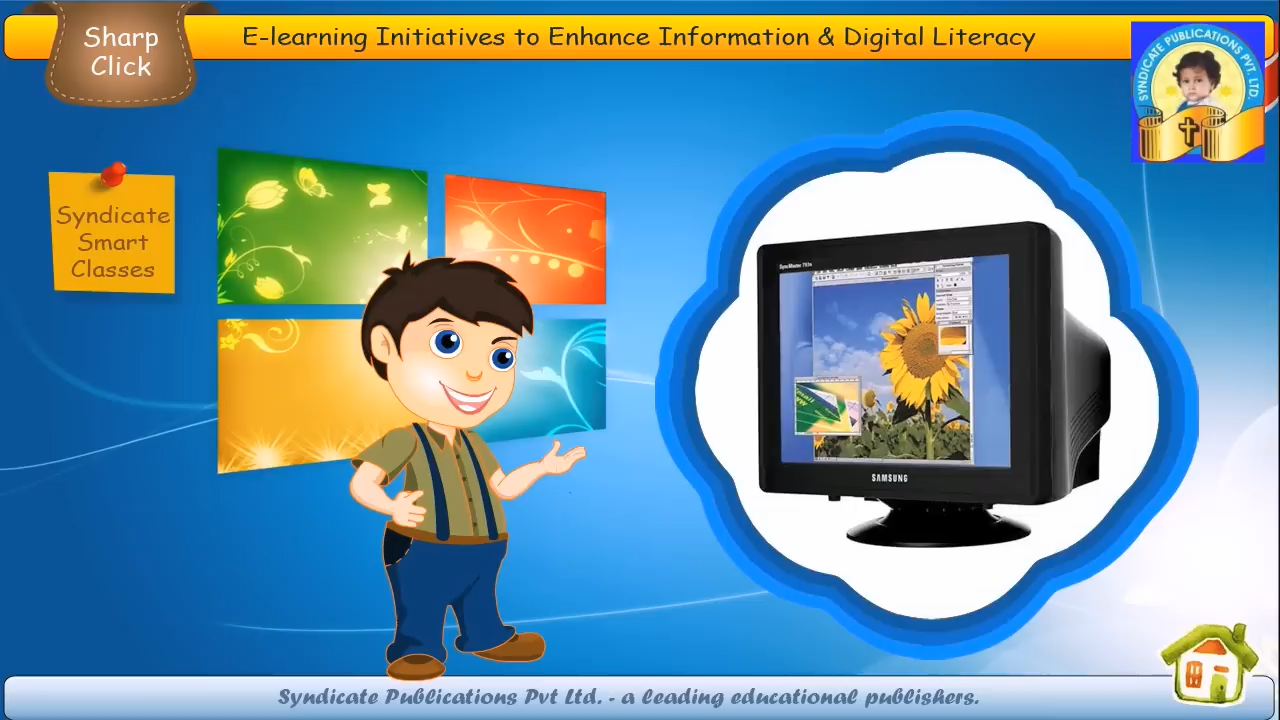 Sharp
Click
E-learning Initiatives to Enhance Information & Digital Literacy
SYNDICATE PUBLICATIONS PVT. LTD.
Syndicate
Smart
Classes
SyncMaster
SAMSUNG
Syndicate Publications Pvt Ltd. - a leading educational publishers.